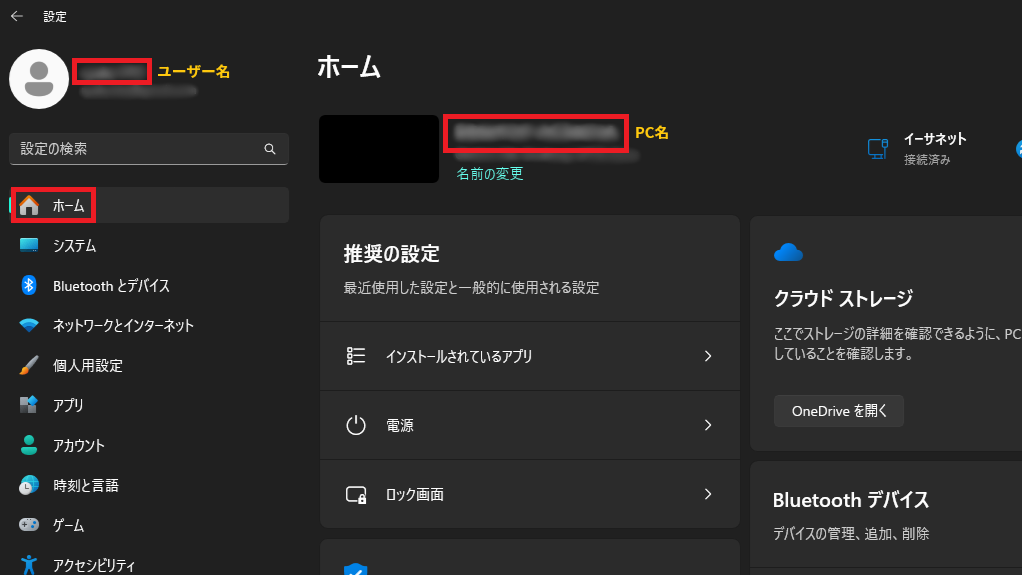 設定
ユーザー名
設定の検索
ホーム
システム
Bluetooth とデバイス
ネットワークとインターネット
個人用設定
アプリ
アカウント
時刻と言語
ゲーム
アクセシビリティ
ホーム
PC名
名前の変更
イーサネット
接続済み
推奨の設定
最近使用した設定と一般的に使用される設定
インストールされているアプリ
電源
ロック画面
クラウド ストレージ
ここでストレージの詳細を確認できるように、PC
していることを確認します。
OneDrive を開く
Bluetooth デバイス
デバイスの管理、追加、削除